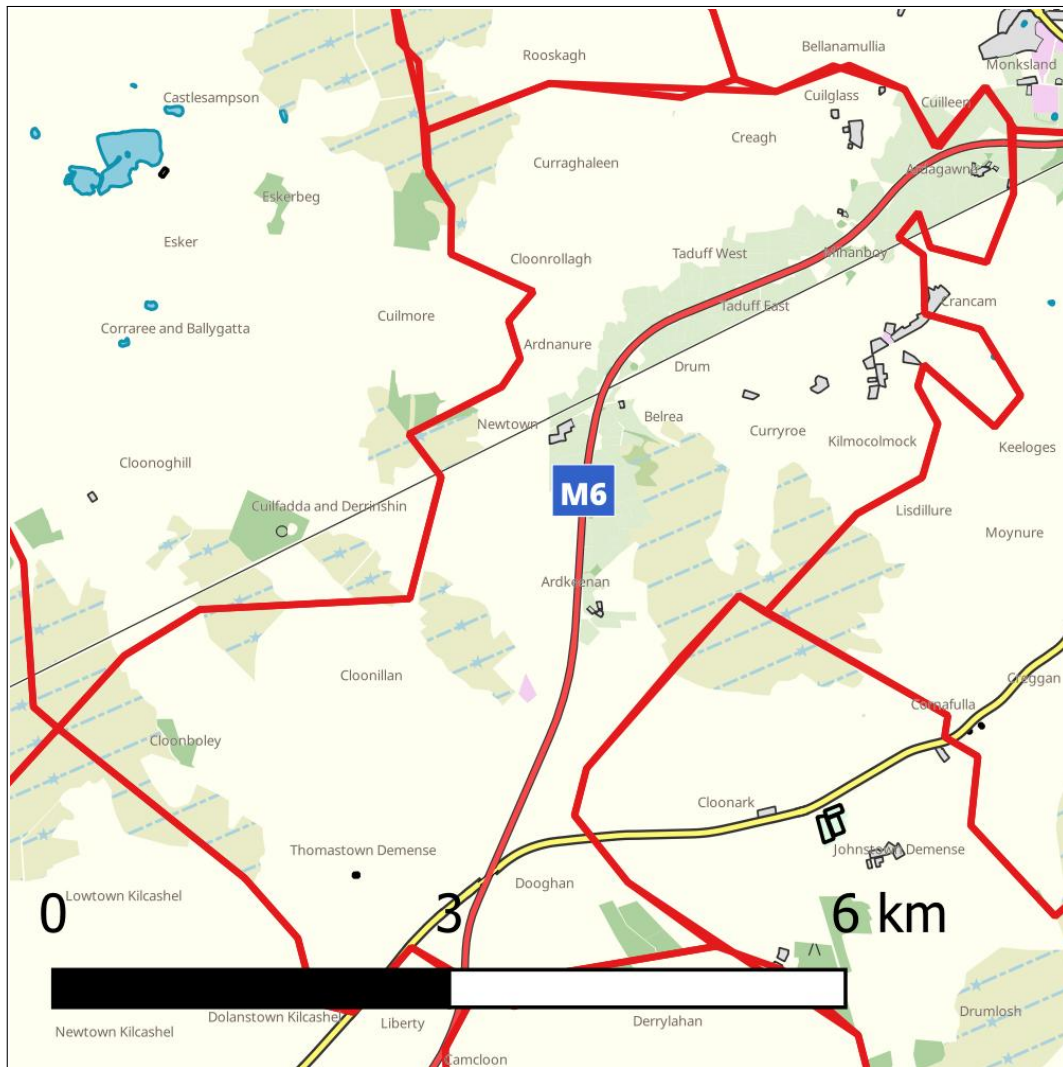 Rooskagh
Bellanamullia
Monksland
Castlesampson
Cuilglass
Cuilleen
Creagh
Curraghaleen
Ardagawna
Eskerbeg
Esker
Cloonrollagh
Taduff West
Mihanboy
Crancam
Taduff East
Cuilmore
Corraree and Ballygatta
Ardnanure
Drum
Belrea
Newtown
Curryroe
Kilmocolmock
Keeloges
Cloonoghill
M6
Cuilfadda and Derrinshin
Lisdillure
Moynure
Ardkeenan
Cloonillan
Creggan
Cornafulla
Cloonboley
Cloonark
Thomastown Demense
Johnstown Demense
Dooghan
Lowtown Kilcashel
0 3 6 km
Drumlosh
Dolanstown Kilcashel
Liberty
Derrylahan
Newtown Kilcashel
Camcloon